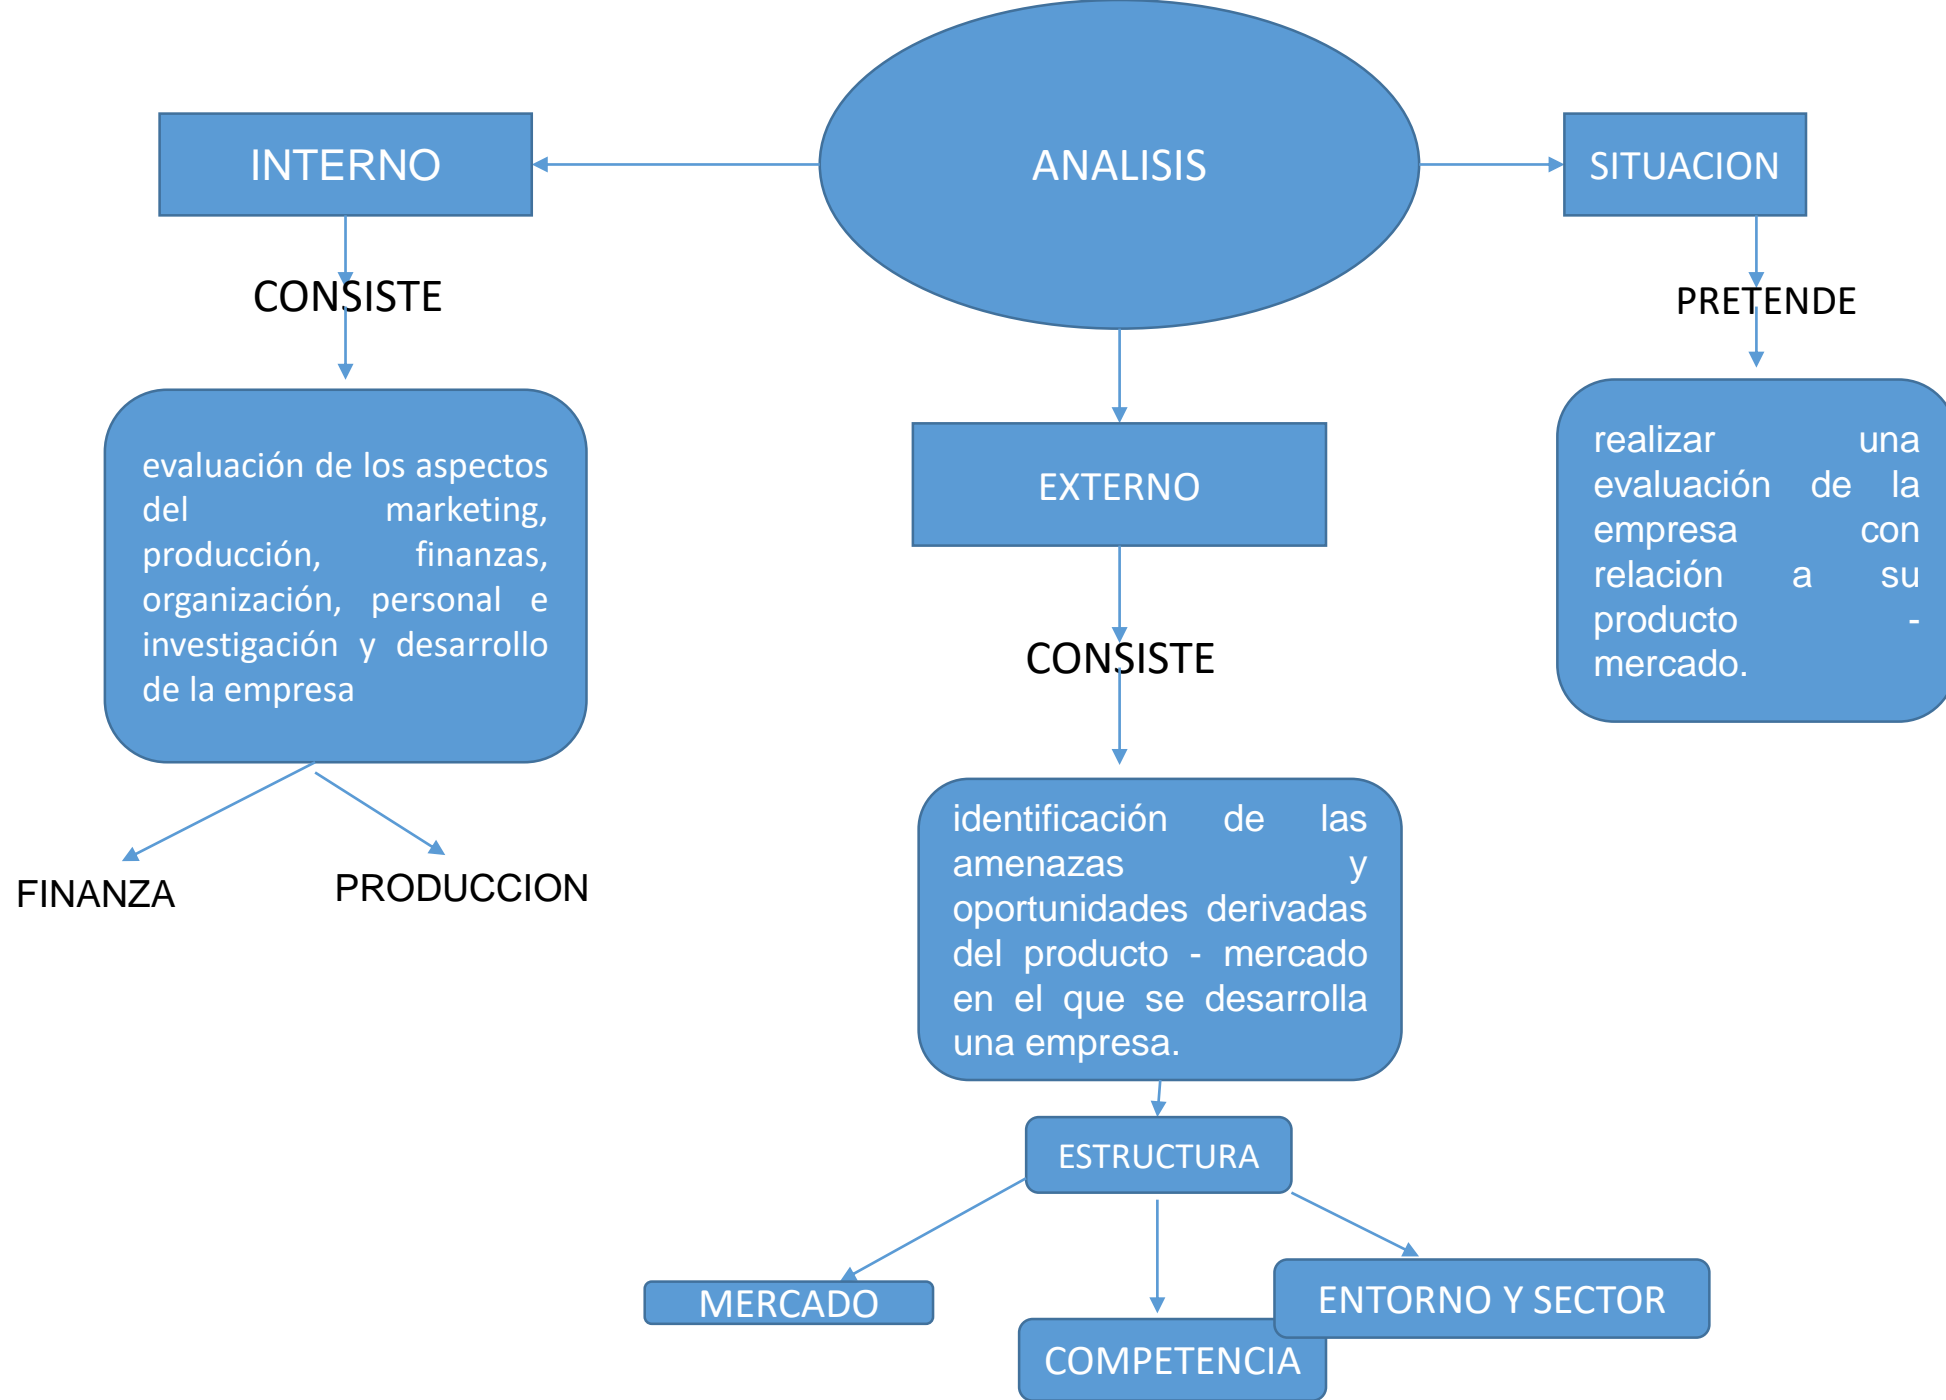 ANALISIS
INTERNO
CONSISTE
evaluación de los aspectos
del marketing,
producción, finanzas,
organización, personal e
investigación y desarrollo
de la empresa
FINANZA
PRODUCCION
EXTERNO
CONSISTE
identificación de las
amenazas y
oportunidades derivadas
del producto - mercado
en el que se desarrolla
una empresa.
ESTRUCTURA
MERCADO
COMPETENCIA
ENTORNO Y SECTOR
SITUACION
PRETENDE
realizar una
evaluación de la
empresa con
relación a su
producto -
mercado.